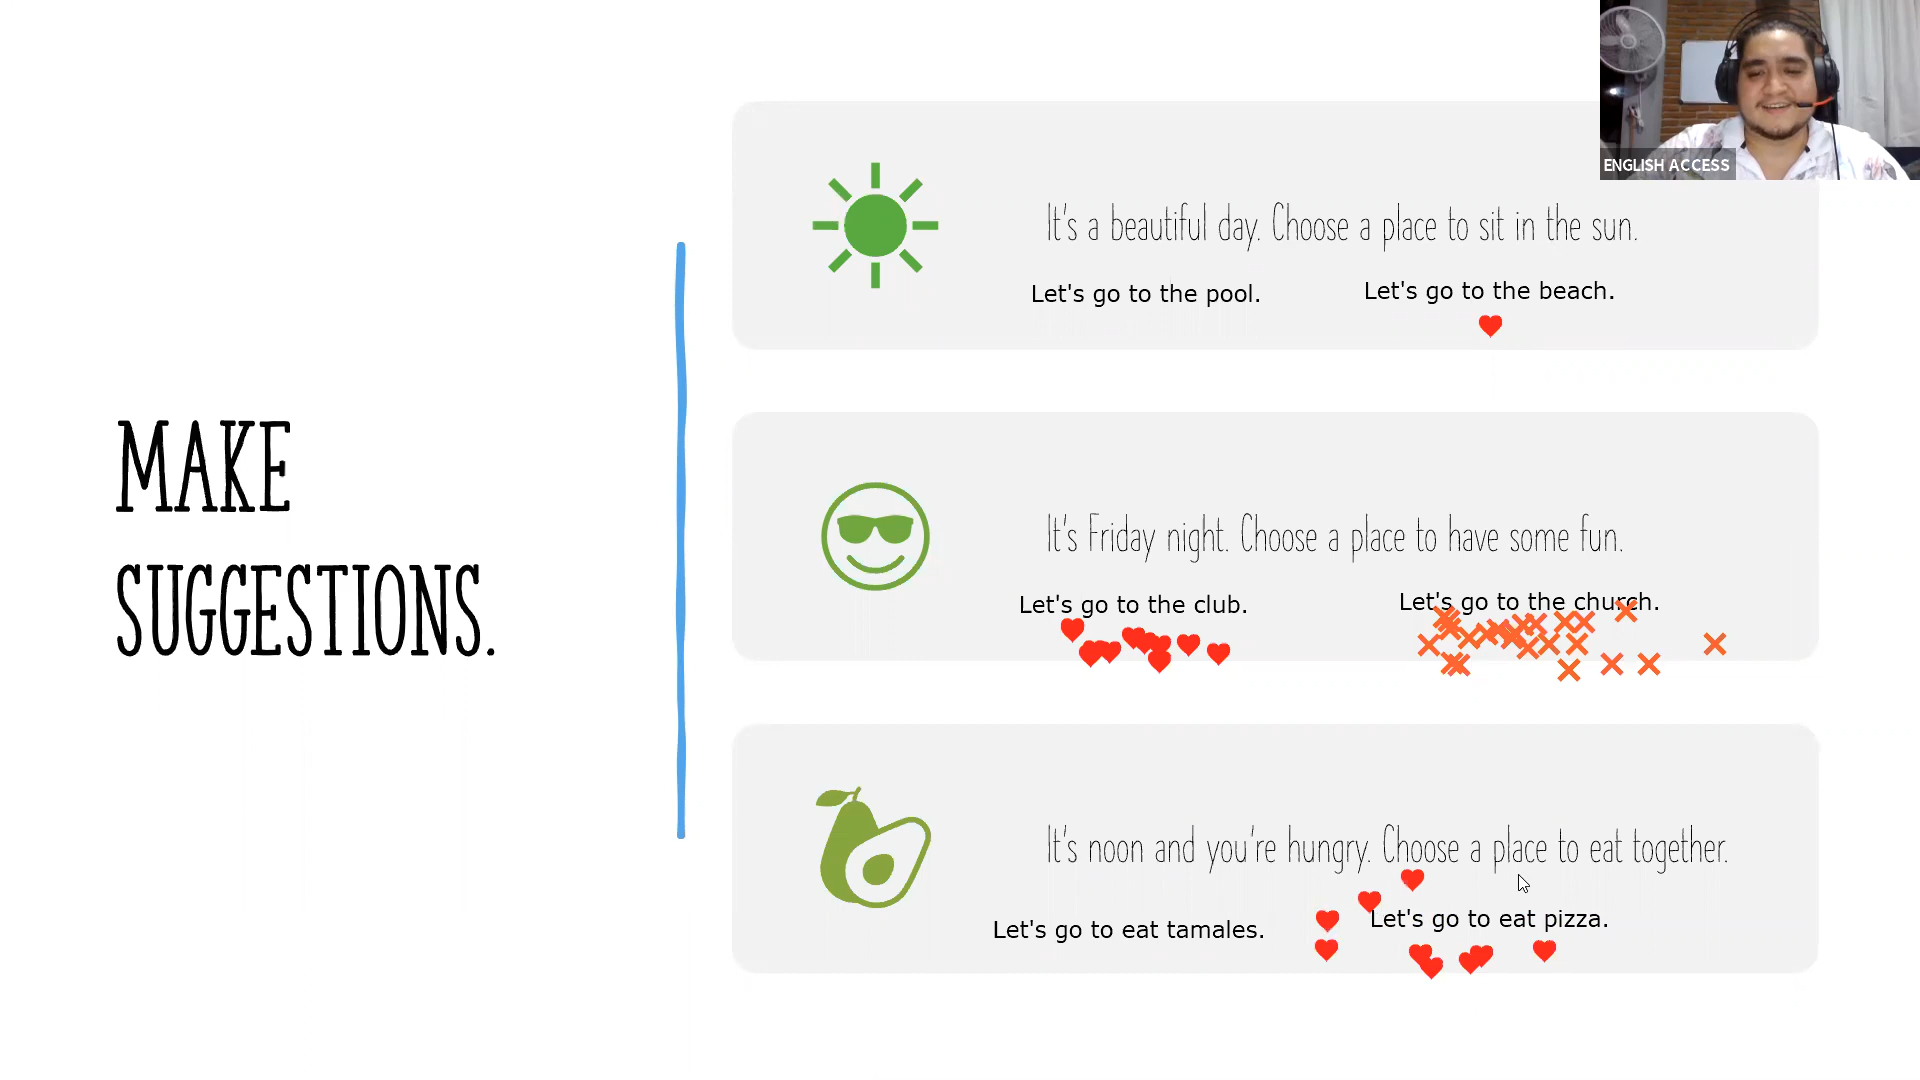 ENGLISH ACCESS
MAKE
SUGGESTIONS.
It's a beautiful day. Choose a place to sit in the sun.
Let's go to the pool.
Let's go to the beach.
It's Friday night. Choose a place to have some fun.
Let's go to the club.
Let's go to the church.
It's noon and you're hungry. Choose a place to eat together.
Let's go to eat tamales.
Let's go to eat pizza.